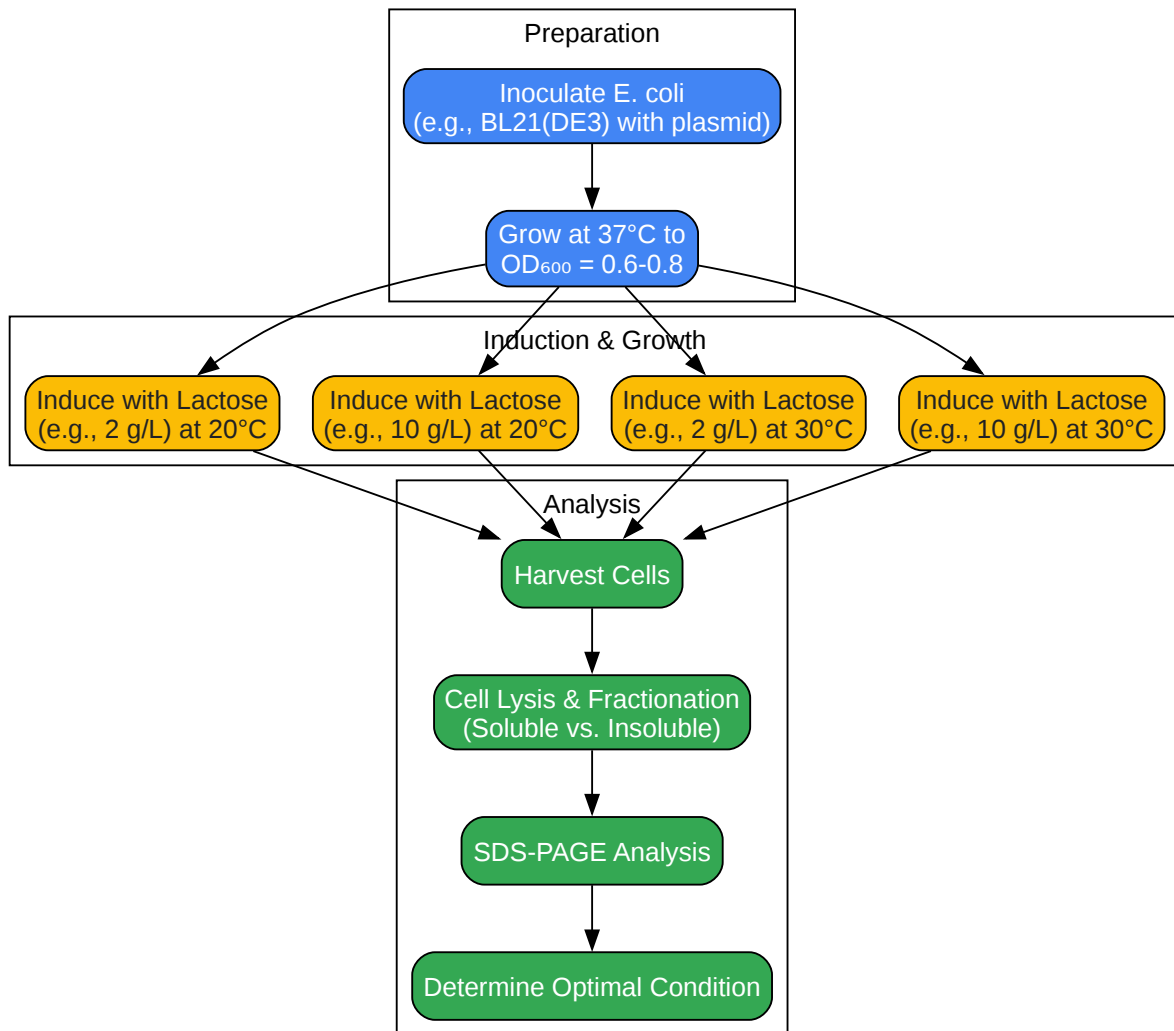 Preparation
Inoculate E. coli
(e.g., BL21(DE3) with plasmid)
Grow at 37°C to
OD₆₀₀ = 0.6-0.8
Induction & Growth
Induce with Lactose
(e.g., 2 g/L) at 20°C
Induce with Lactose
(e.g., 10 g/L) at 20°C
Induce with Lactose
(e.g., 2 g/L) at 30°C
Induce with Lactose
(e.g., 10 g/L) at 30°C
Analysis
Harvest Cells
Cell Lysis & Fractionation
(Soluble vs. Insoluble)
SDS-PAGE Analysis
Determine Optimal Condition